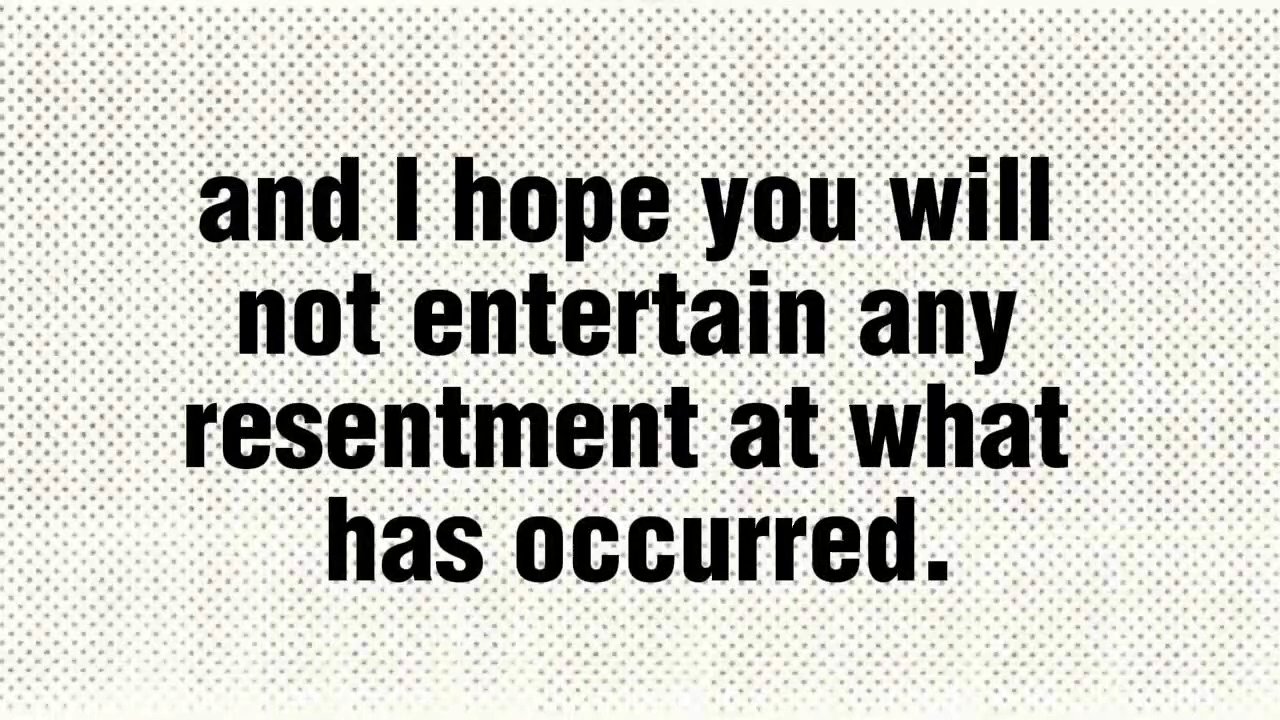 and I hope you will
not entertain any
resentment at what
has occurred.